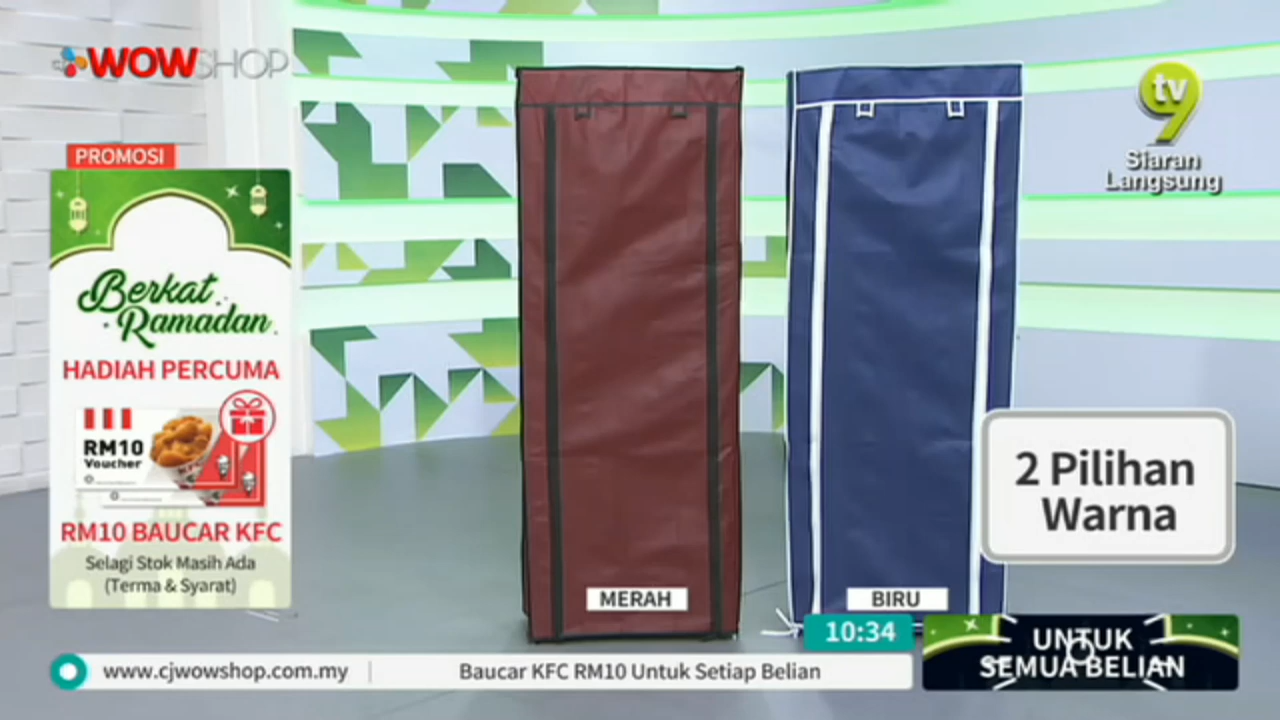 WOWSHOP
tv9
Siaran
Langsung
PROMOSI
Berkat
Ramadan
HADIAH PERCUMA
RM10
Voucher
RM10 BAUCAR KFC
Selagi Stok Masih Ada
(Terma & Syarat)
2 Pilihan
Warna
MERAH
BIRU
10:34
UNTUK
SEMUA BELIAN
www.cjwowshop.com.my
Baucar KFC RM10 Untuk Setiap Belian